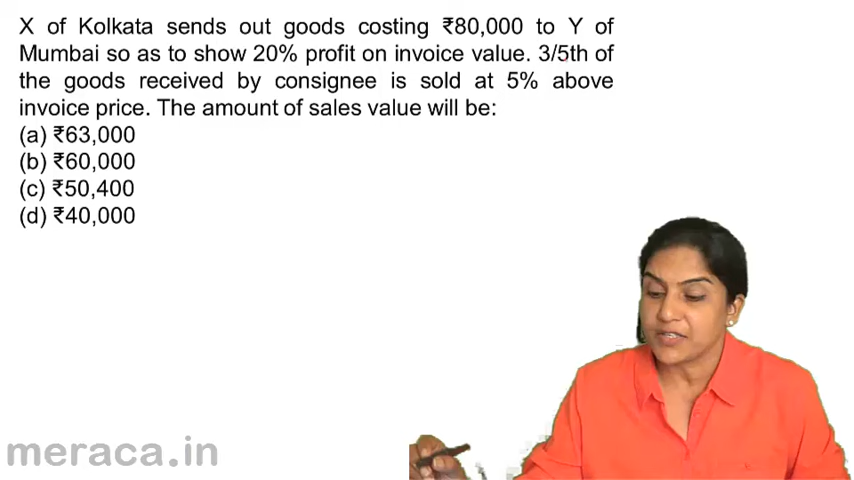 X of Kolkata sends out goods costing ₹80,000 to Y of
Mumbai so as to show 20% profit on invoice value. 3/5th of
the goods received by consignee is sold at 5% above
invoice price. The amount of sales value will be:
(a) ₹63,000
(b) ₹60,000
(c) ₹50,400
(d) ₹40,000
meraca.in